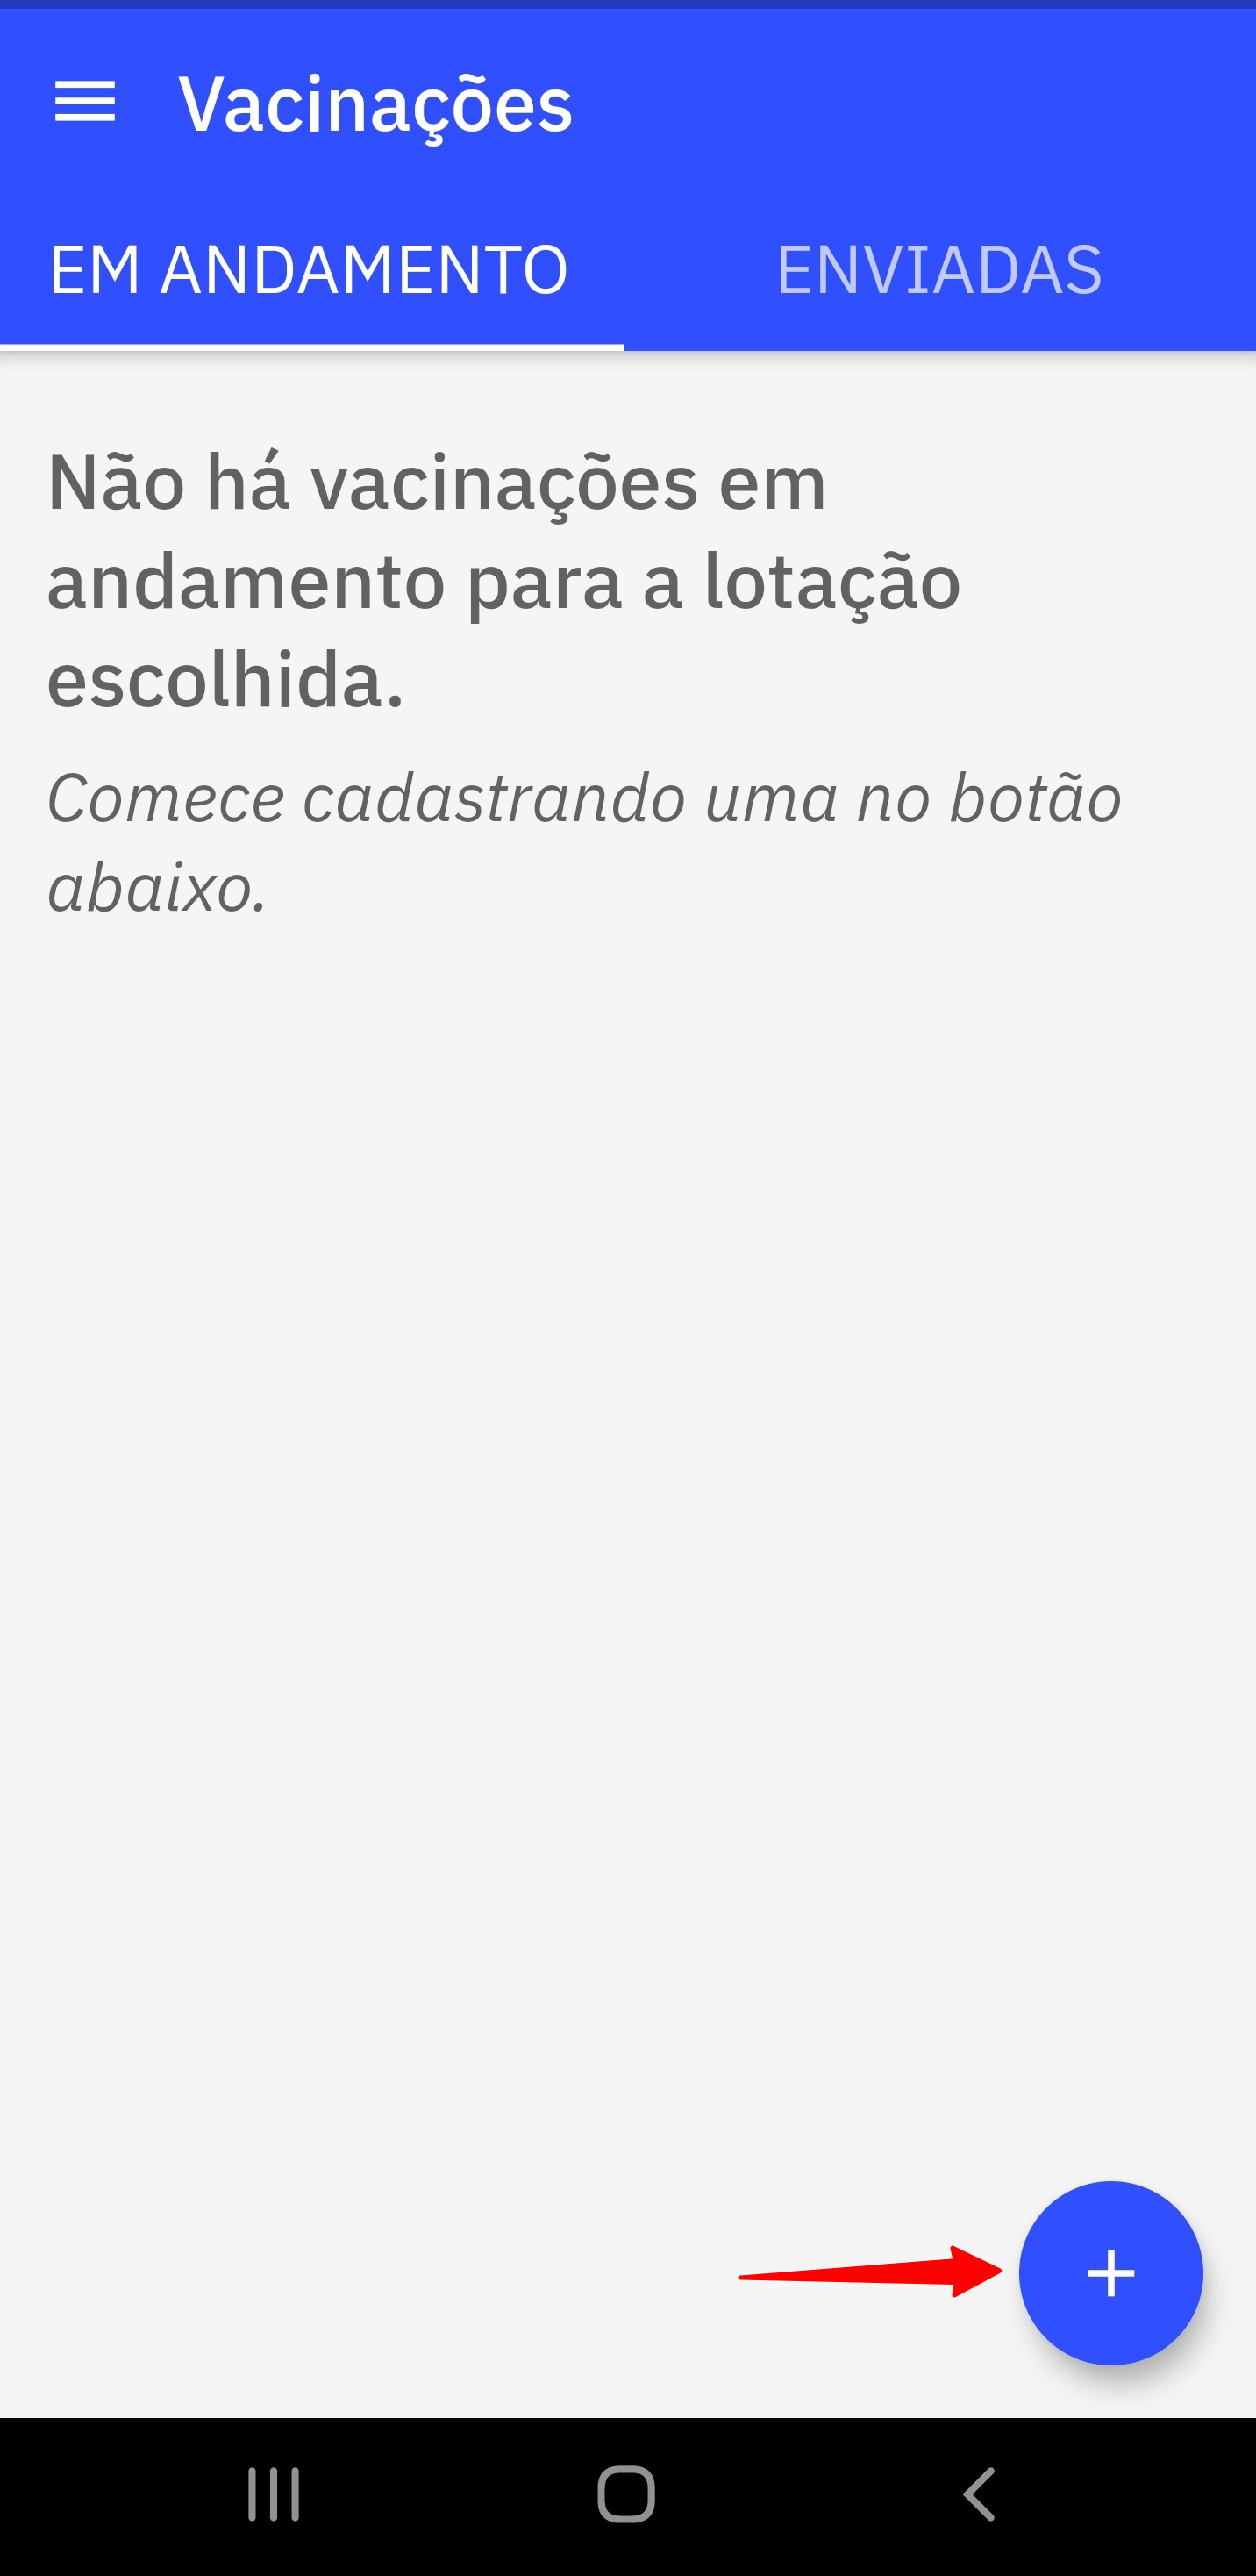 Vacinações
EM ANDAMENTO
ENVIADAS
Não há vacinações em
andamento para a lotação
escolhida.
Comece cadastrando uma no botão
abaixo.
+